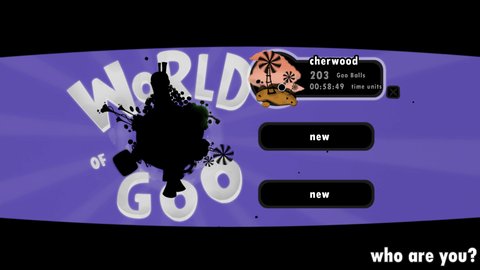 WORLD
OF
GOO
cherwood
203 Goo Balls
00:58:49 time units
new
new
who are you?